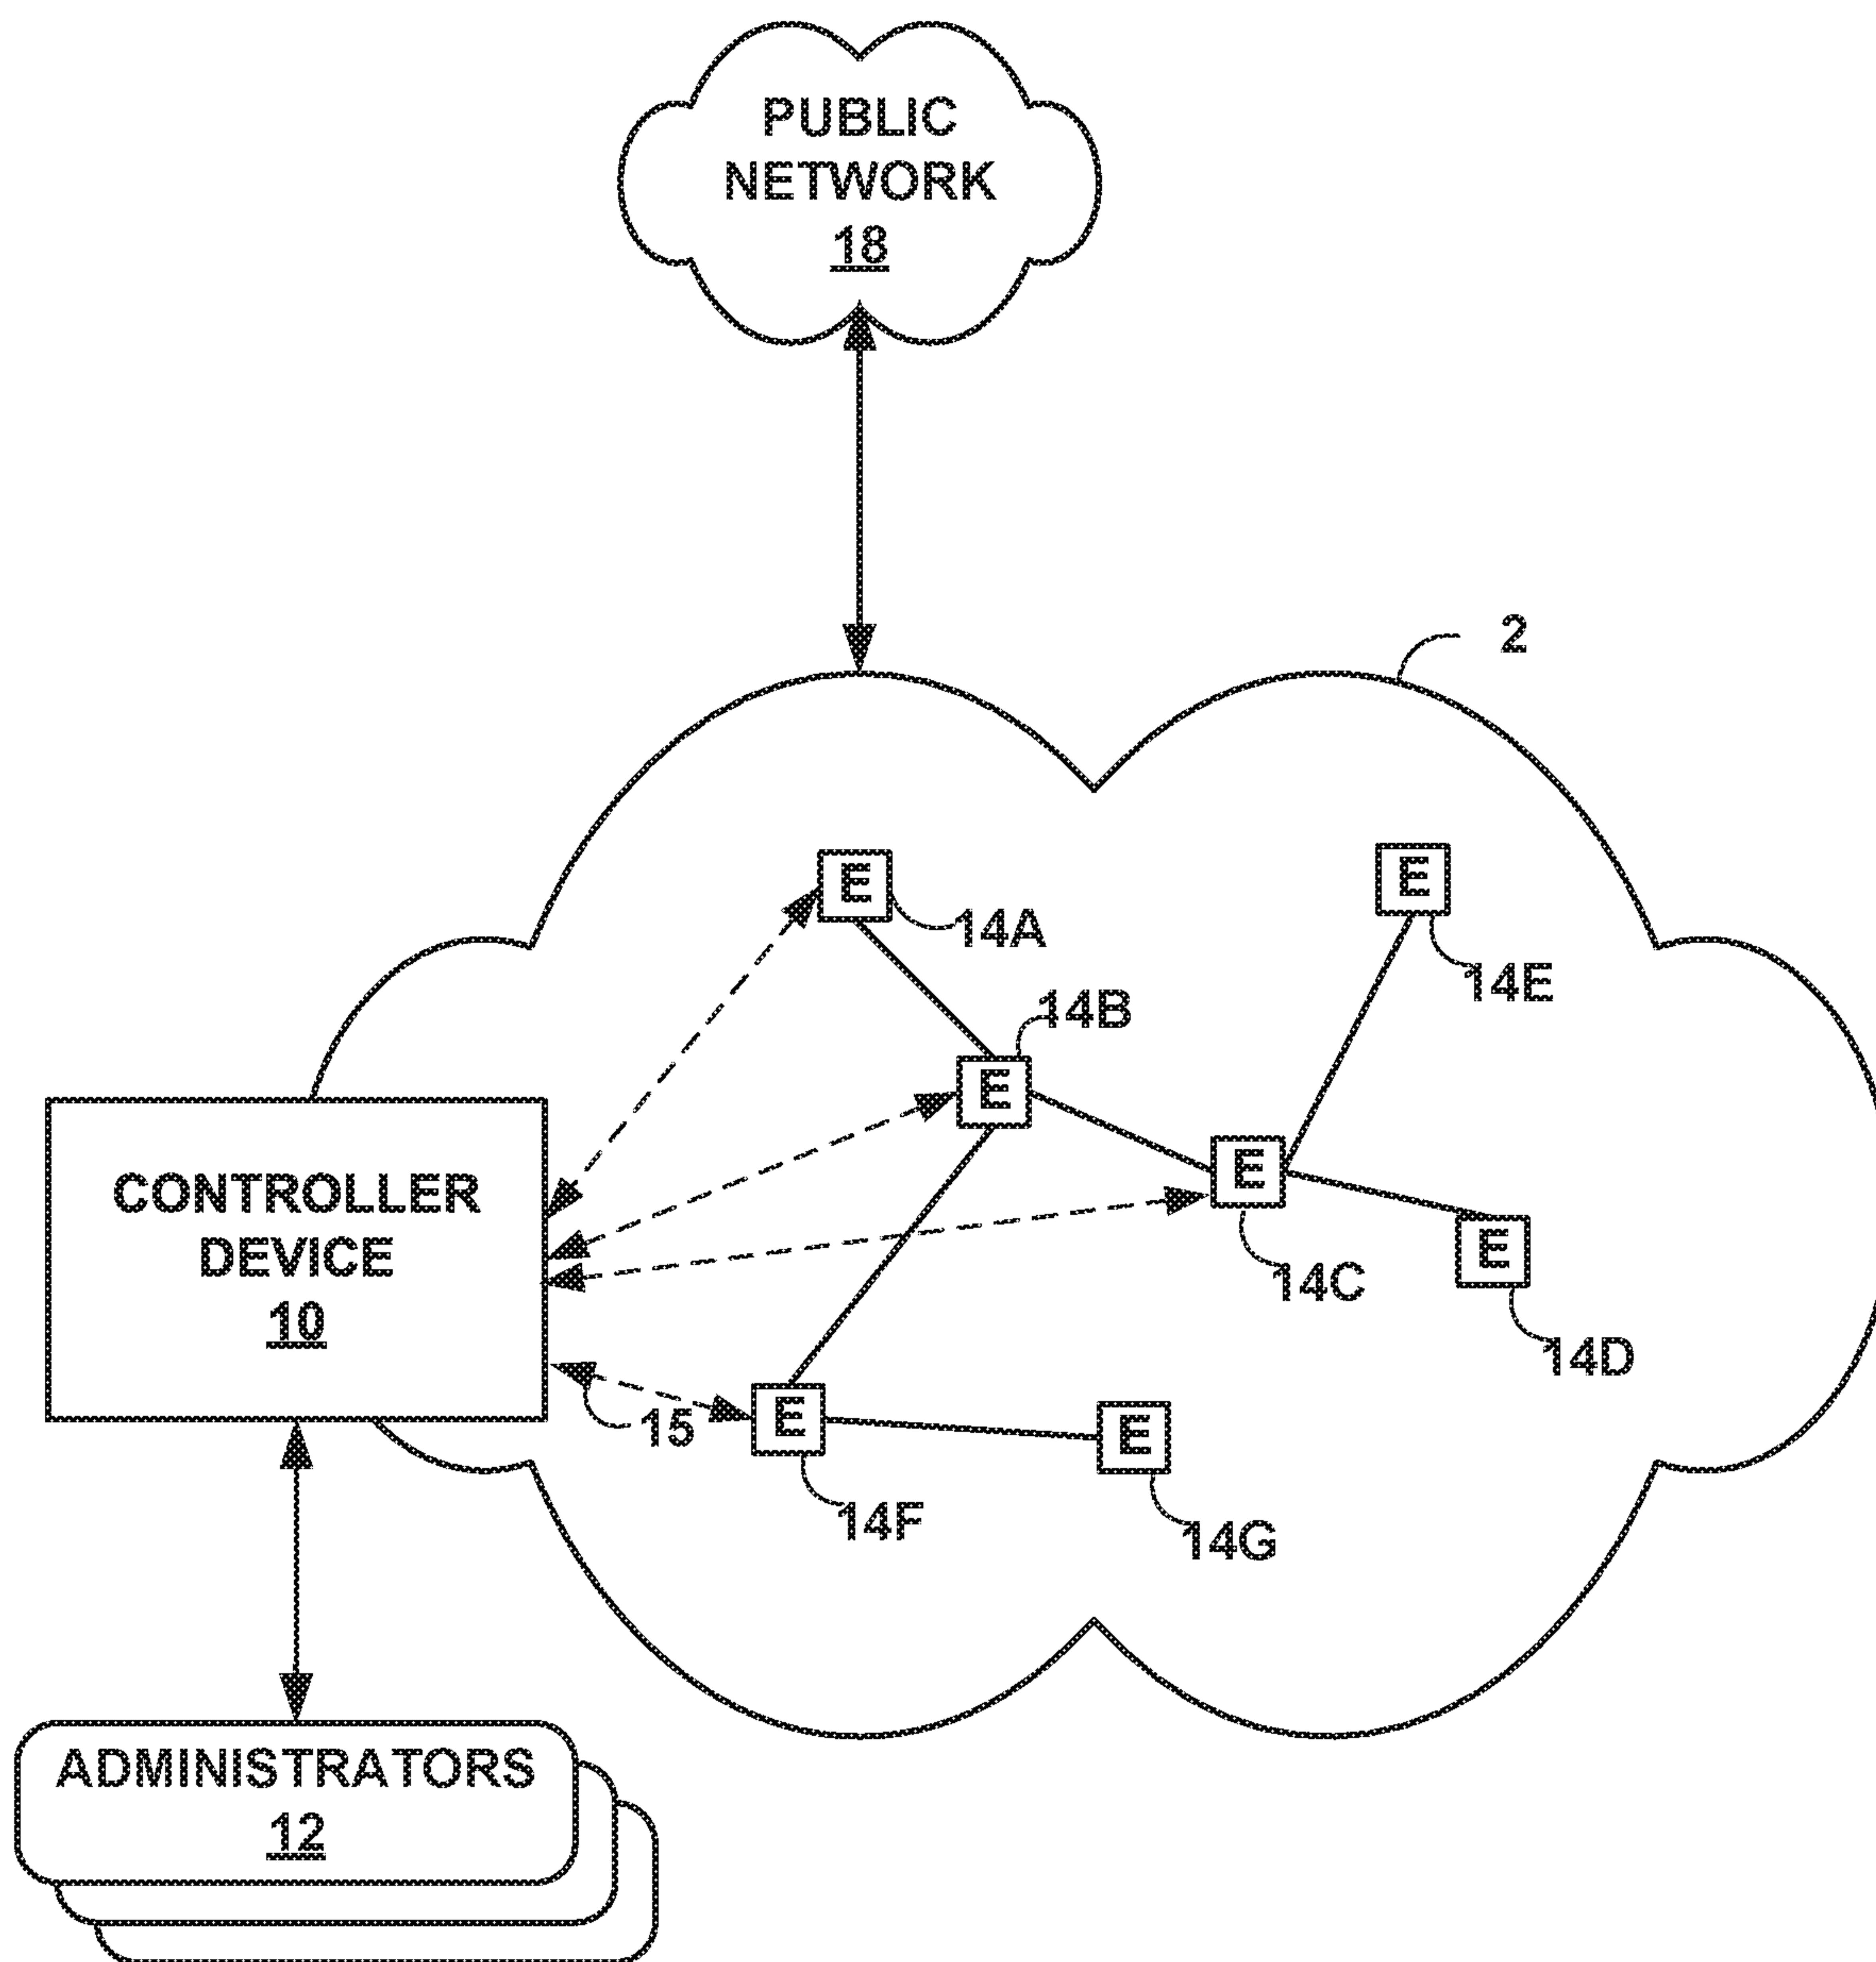 PUBLIC
NETWORK
18
2
E
E
14A
14E
14B
E
E
CONTROLLER
DEVICE
10
14C
E
14D
15
E
E
14F
14G
ADMINISTRATORS
12